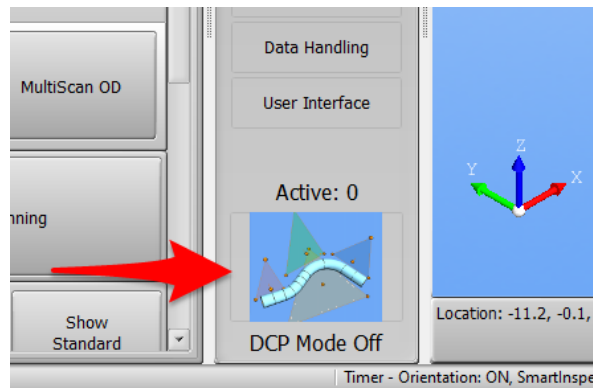 Data Handling
MultiScan OD
User Interface
Z
Y
X
Active: 0
nning
Location: -11.2, -0.1,
Show
Standard
DCP Mode Off
Timer - Orientation: ON, SmartInspe